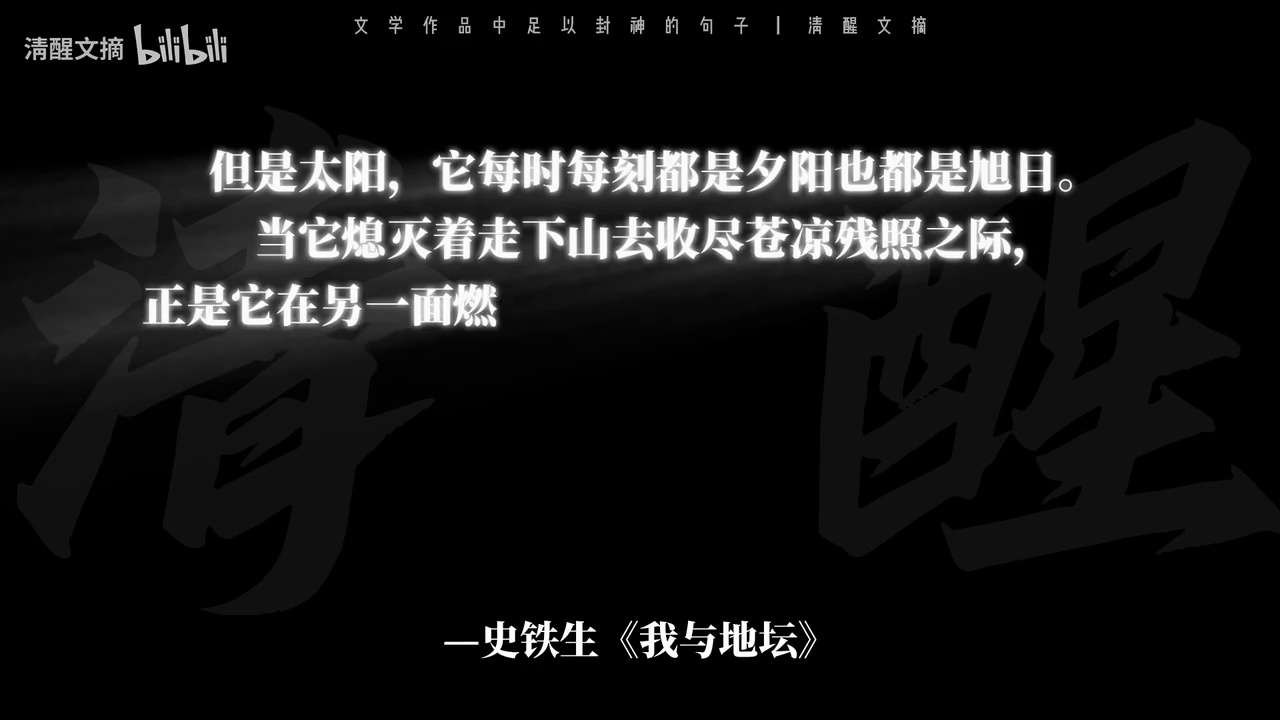 文学作品中足以封神的句子 | 清醒文摘
清醒文摘 bilibili
但是太阳，它每时每刻都是夕阳也都是旭日。
当它熄灭着走下山去收尽苍凉残照之际，
正是它在另一面燃
清醒
—史铁生《我与地坛》